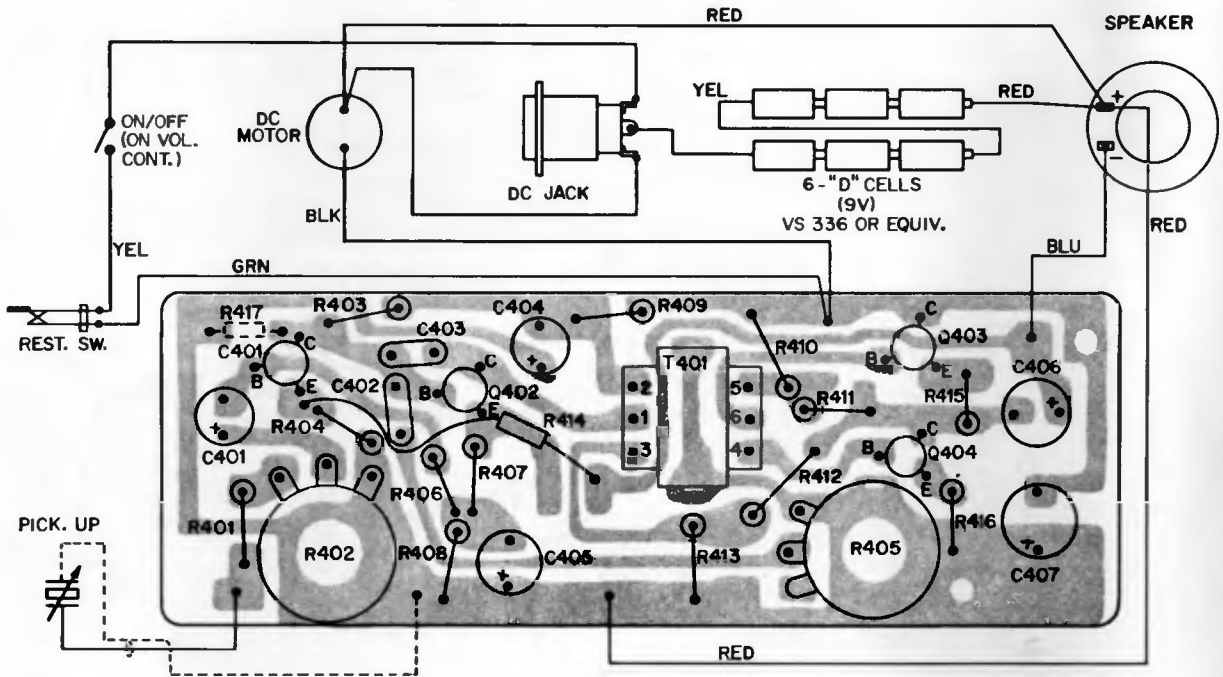 RED
SPEAKER
YEL
RED
+
-
ON/OFF
(ON VOL.
CONT.)
DC
MOTOR
DC JACK
6-"D" CELLS
(9V)
VS 336 OR EQUIV.
BLK
YEL
BLU
RED
GRN
REST. SW.
R417
R403
C404
+
R409
C401
C
B
E
C403
C402
C
B
E
Q402
R414
T401
2
1
3
5
6
4
R410
R411
C
B
E
Q403
R415
C406
+
C401
+
R404
R406
R407
R412
C
B
E
Q404
R401
R402
R408
C405
+
R413
R405
R416
C407
+
PICK. UP
RED